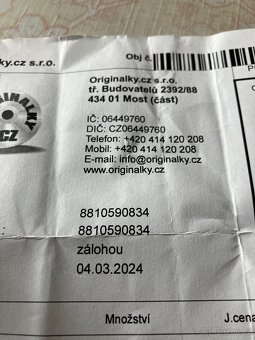 ky.cz s.r.o.
Obj č.
Originalky.cz s.r.o.
tř. Budovatelů 2392/88
434 01 Most (část)
IČ: 06449760
DIČ: CZ06449760
Telefon: +420 414 120 208
Mobil: +420 414 120 208
E-mail: info@originalky.cz
www.originalky.cz
8810590834
8810590834
zálohou
04.03.2024
Množství
J.cena